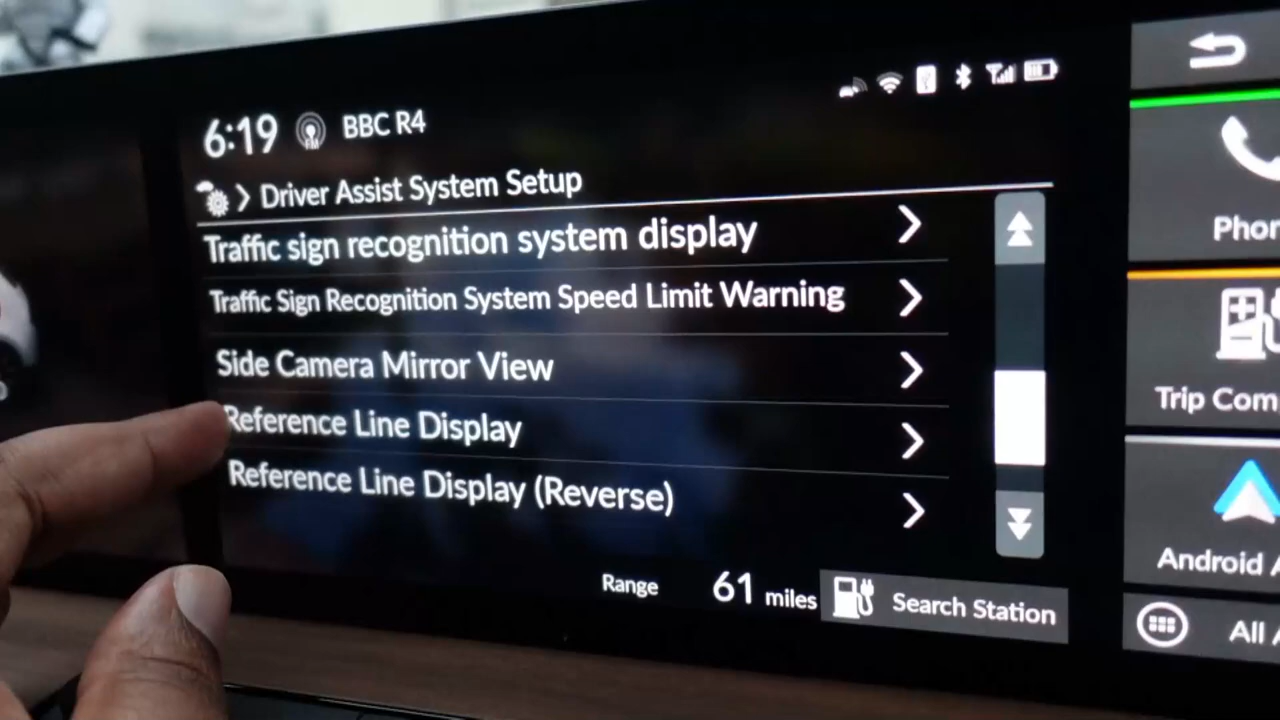 6:19 FM BBC R4
Driver Assist System Setup
Traffic sign recognition system display
Traffic Sign Recognition System Speed Limit Warning
Side Camera Mirror View
Reference Line Display
Reference Line Display (Reverse)
Range 61 miles Search Station
Phon
Trip Com
Android A
All A